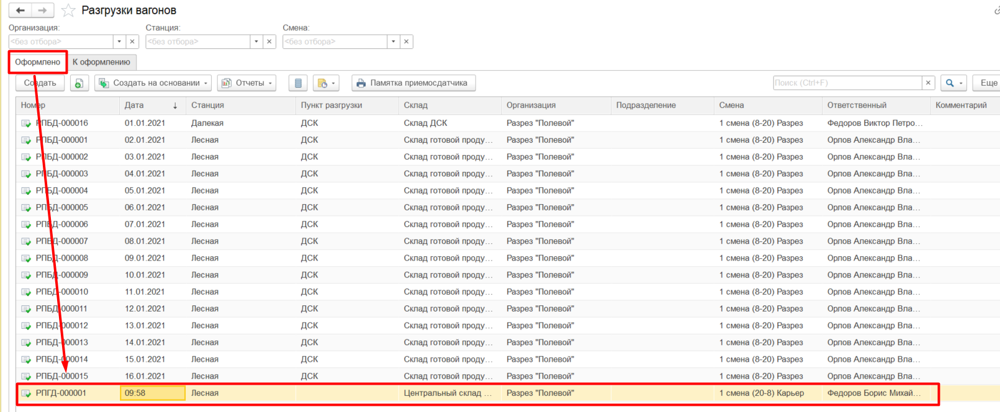 Разгрузки вагонов
Организация: Станция: Смена:
<без отбора> <без отбора> <без отбора>
Оформлено К оформлению
Создать Создать на основании Отчеты Памятка приемосдатчика Поиск (Ctrl+F) Еще
Номер Дата ↓ Станция Пункт разгрузки Склад Организация Подразделение Смена Ответственный Комментарий
РПБД-000016 01.01.2021 Далекая ДСК Склад ДСК Разрез "Полевой" 1 смена (8-20) Разрез Федоров Виктор Петро...
РПБД-000001 02.01.2021 Лесная ДСК Склад готовой проду... Разрез "Полевой" 1 смена (8-20) Разрез Орлов Александр Вла...
РПБД-000002 03.01.2021 Лесная ДСК Склад готовой проду... Разрез "Полевой" 1 смена (8-20) Разрез Орлов Александр Вла...
РПБД-000003 04.01.2021 Лесная ДСК Склад готовой проду... Разрез "Полевой" 1 смена (8-20) Разрез Орлов Александр Вла...
РПБД-000004 05.01.2021 Лесная ДСК Склад готовой проду... Разрез "Полевой" 1 смена (8-20) Разрез Орлов Александр Вла...
РПБД-000005 06.01.2021 Лесная ДСК Склад готовой проду... Разрез "Полевой" 1 смена (8-20) Разрез Орлов Александр Вла...
РПБД-000006 07.01.2021 Лесная ДСК Склад готовой проду... Разрез "Полевой" 1 смена (8-20) Разрез Орлов Александр Вла...
РПБД-000007 08.01.2021 Лесная ДСК Склад готовой проду... Разрез "Полевой" 1 смена (8-20) Разрез Орлов Александр Вла...
РПБД-000008 09.01.2021 Лесная ДСК Склад готовой проду... Разрез "Полевой" 1 смена (8-20) Разрез Орлов Александр Вла...
РПБД-000009 10.01.2021 Лесная ДСК Склад готовой проду... Разрез "Полевой" 1 смена (8-20) Разрез Орлов Александр Вла...
РПБД-000010 11.01.2021 Лесная ДСК Склад готовой проду... Разрез "Полевой" 1 смена (8-20) Разрез Орлов Александр Вла...
РПБД-000011 12.01.2021 Лесная ДСК Склад готовой проду... Разрез "Полевой" 1 смена (8-20) Разрез Орлов Александр Вла...
РПБД-000012 13.01.2021 Лесная ДСК Склад готовой проду... Разрез "Полевой" 1 смена (8-20) Разрез Орлов Александр Вла...
РПБД-000013 14.01.2021 Лесная ДСК Склад готовой проду... Разрез "Полевой" 1 смена (8-20) Разрез Орлов Александр Вла...
РПБД-000014 15.01.2021 Лесная ДСК Склад готовой проду... Разрез "Полевой" 1 смена (8-20) Разрез Орлов Александр Вла...
РПБД-000015 16.01.2021 Лесная ДСК Склад готовой проду... Разрез "Полевой" 1 смена (8-20) Разрез Орлов Александр Вла...
РПГД-000001 09:58 Лесная Центральный склад ... Разрез "Полевой" 1 смена (20-8) Карьер Федоров Борис Михай...